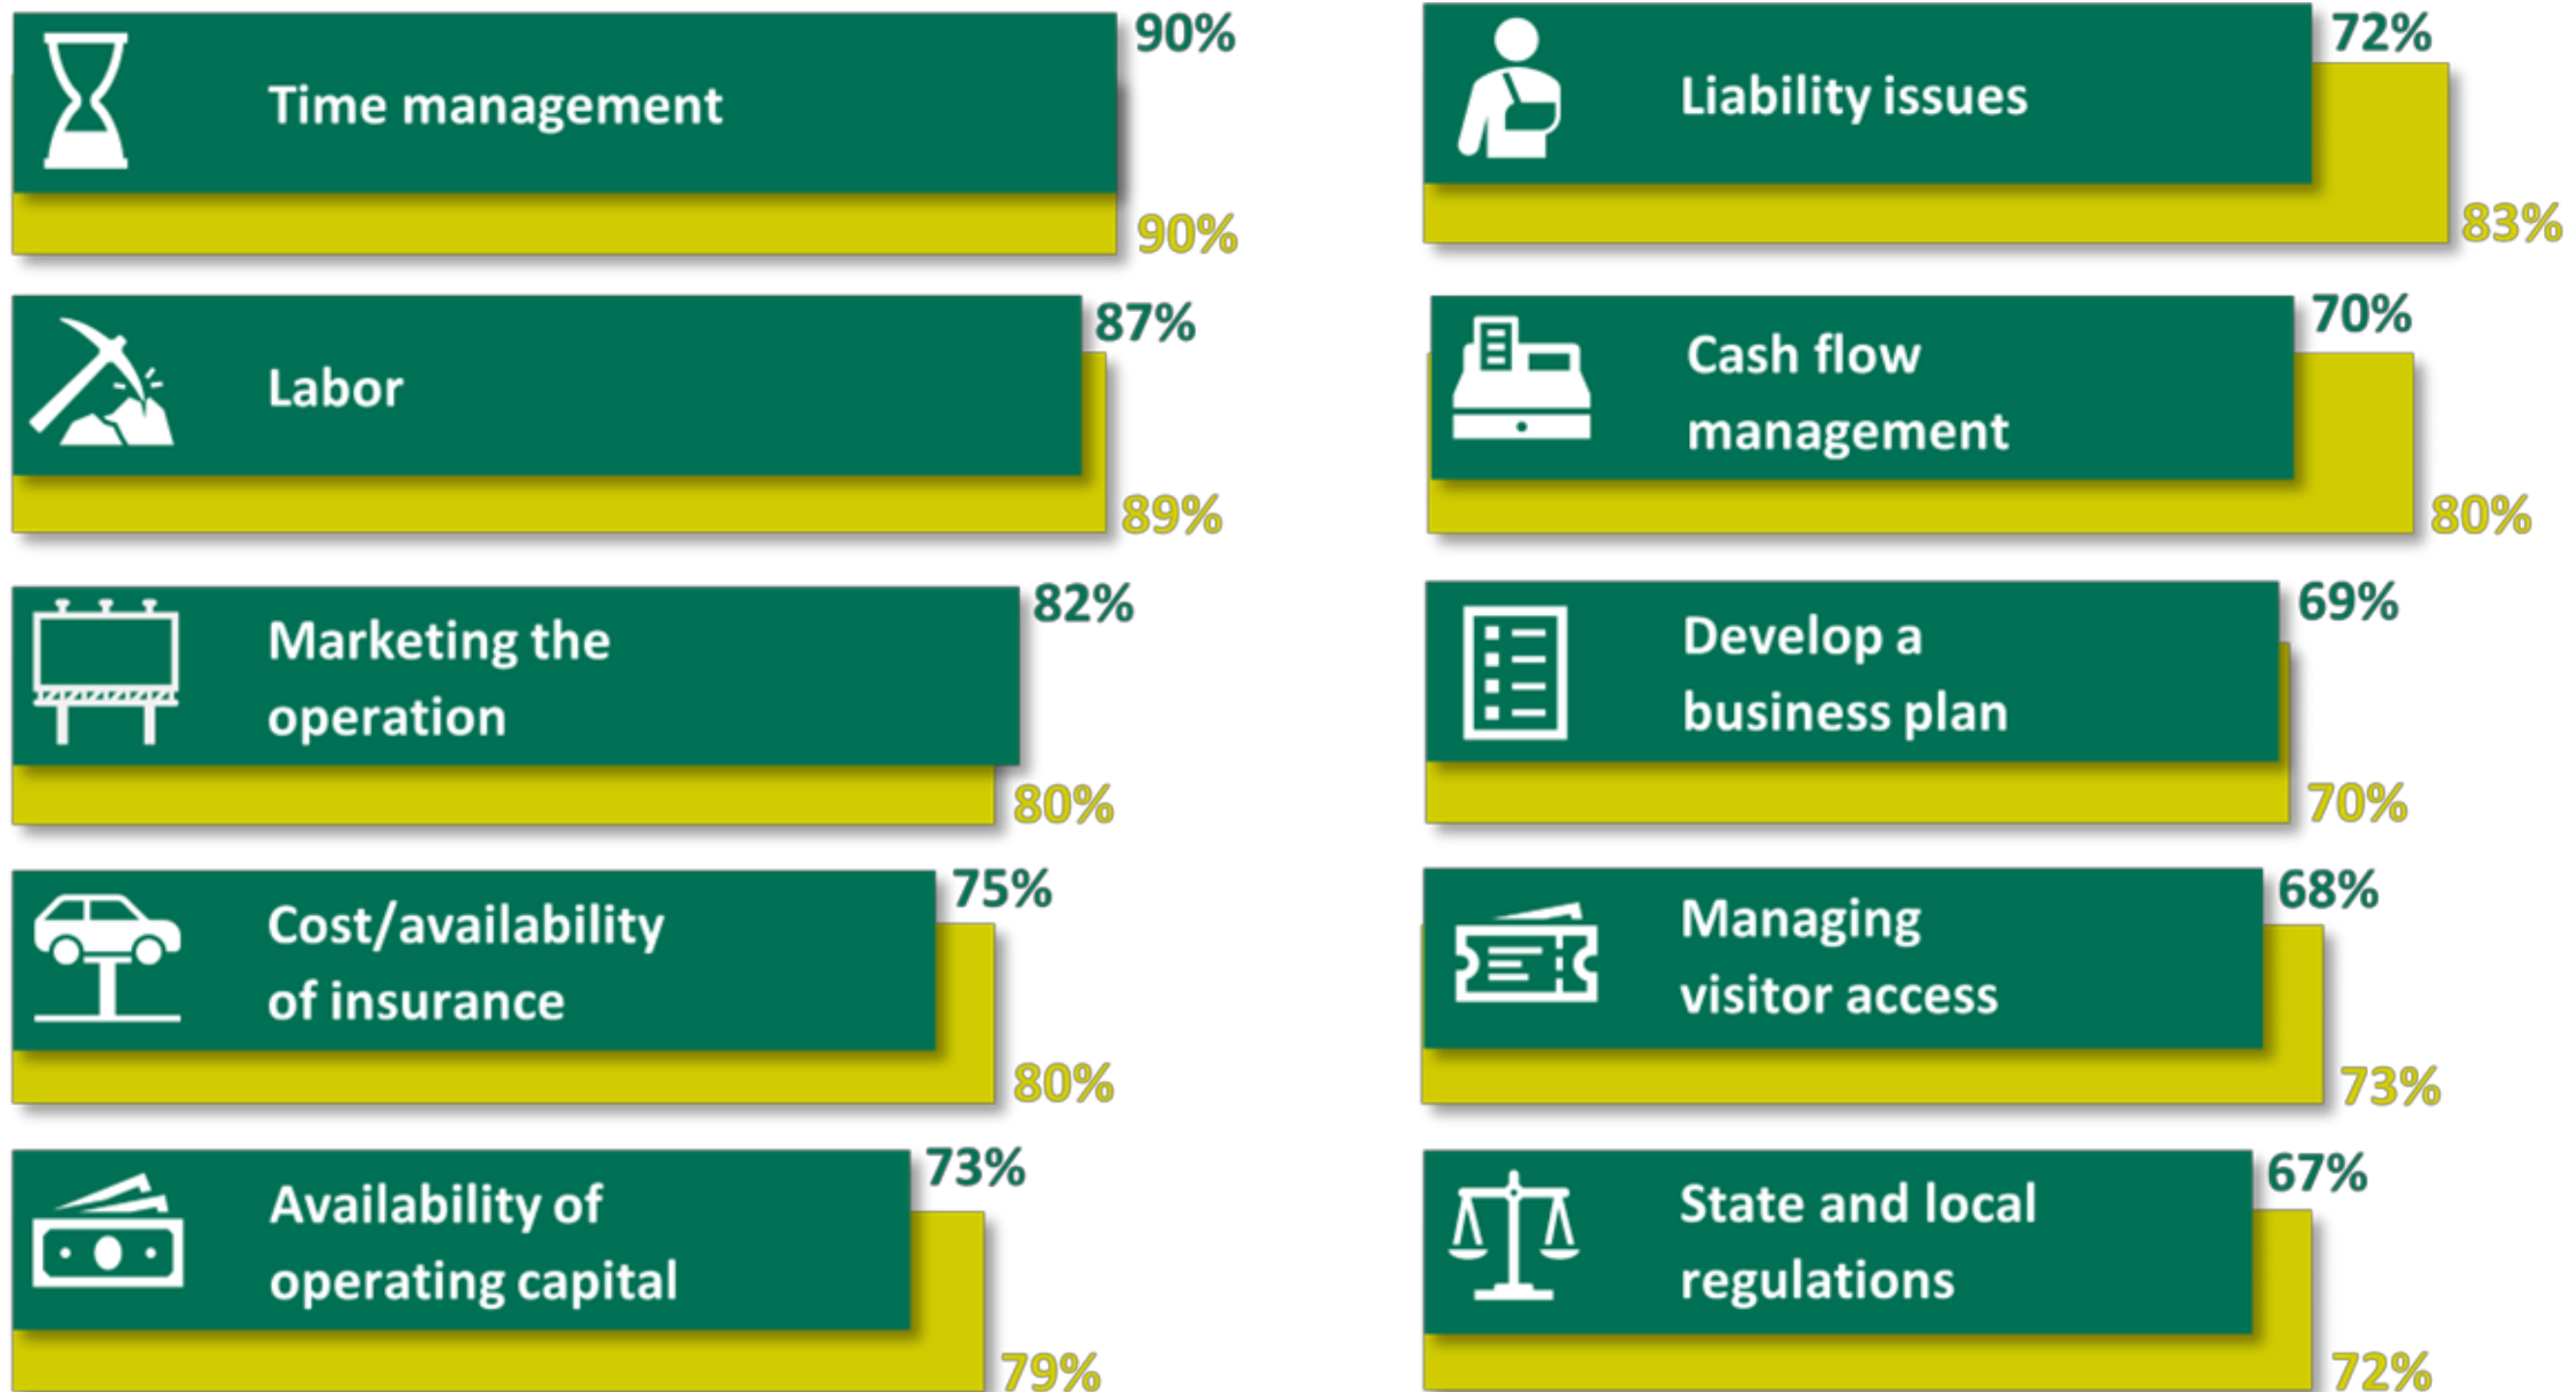 90%
Time management
90%
87%
Labor
89%
82%
Marketing the
operation
80%
75%
Cost/availability
of insurance
80%
73%
Availability of
operating capital
79%
72%
Liability issues
83%
70%
Cash flow
management
80%
69%
Develop a
business plan
70%
68%
Managing
visitor access
73%
67%
State and local
regulations
72%